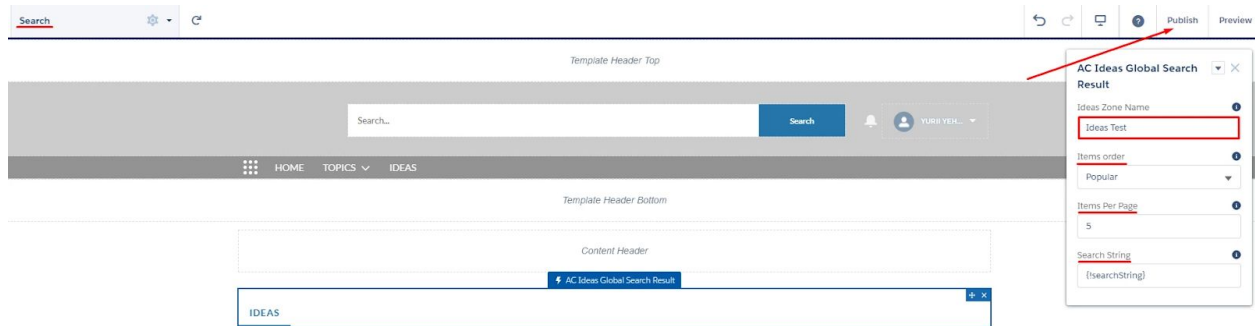 Search
Publish
Preview
Template Header Top
Search...
Search
YURII YEH...
HOME TOPICS IDEAS
Template Header Bottom
Content Header
AC Ideas Global Search Result
IDEAS
AC Ideas Global Search
Result
Ideas Zone Name
Ideas Test
Items order
Popular
Items Per Page
5
Search String
{!searchString}